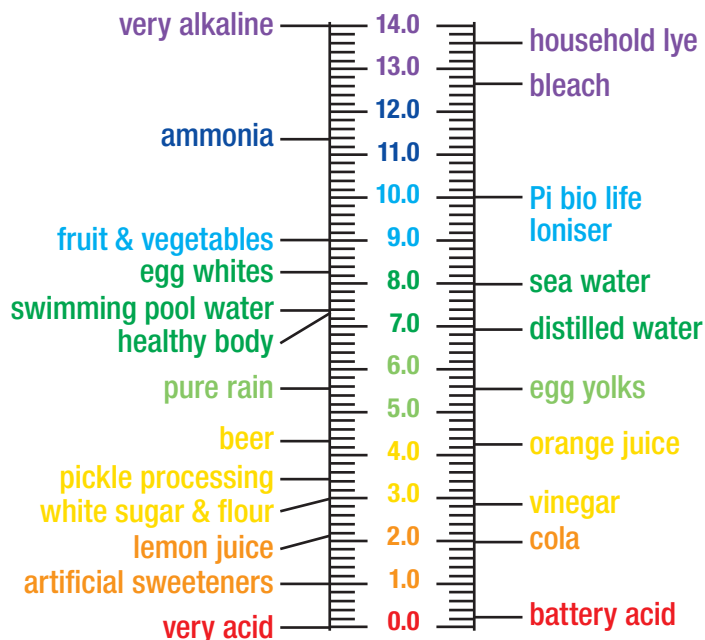 very alkaline
14.0
household lye
13.0
bleach
12.0
ammonia
11.0
10.0
Pi bio life
Ioniser
fruit & vegetables
9.0
egg whites
8.0
sea water
swimming pool water
7.0
distilled water
healthy body
6.0
pure rain
egg yolks
5.0
beer
orange juice
4.0
pickle processing
3.0
vinegar
white sugar & flour
lemon juice
2.0
cola
artificial sweeteners
1.0
battery acid
very acid
0.0